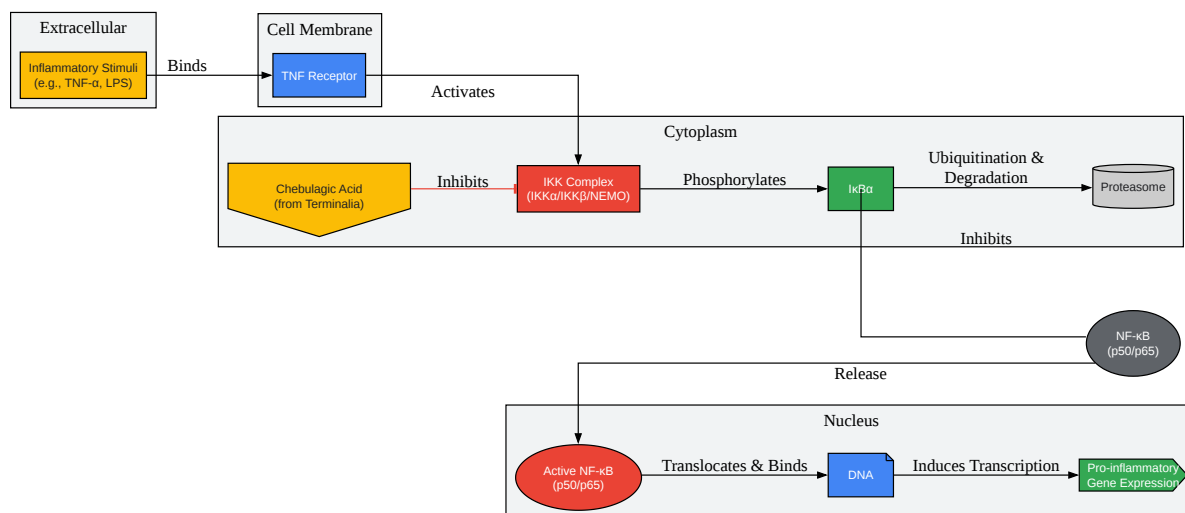 Extracellular
Cell Membrane
Inflammatory Stimuli
(e.g., TNF-α, LPS)
Binds
TNF Receptor
Activates
Cytoplasm
Chebulagic Acid
(from Terminalia)
Inhibits
IKK Complex
(IKKα/IKKβ/NEMO)
Phosphorylates
IκBα
Ubiquitination &
Degradation
Proteasome
Inhibits
NF-κB
(p50/p65)
Release
Nucleus
Active NF-κB
(p50/p65)
Translocates & Binds
DNA
Induces Transcription
Pro-inflammatory
Gene Expression